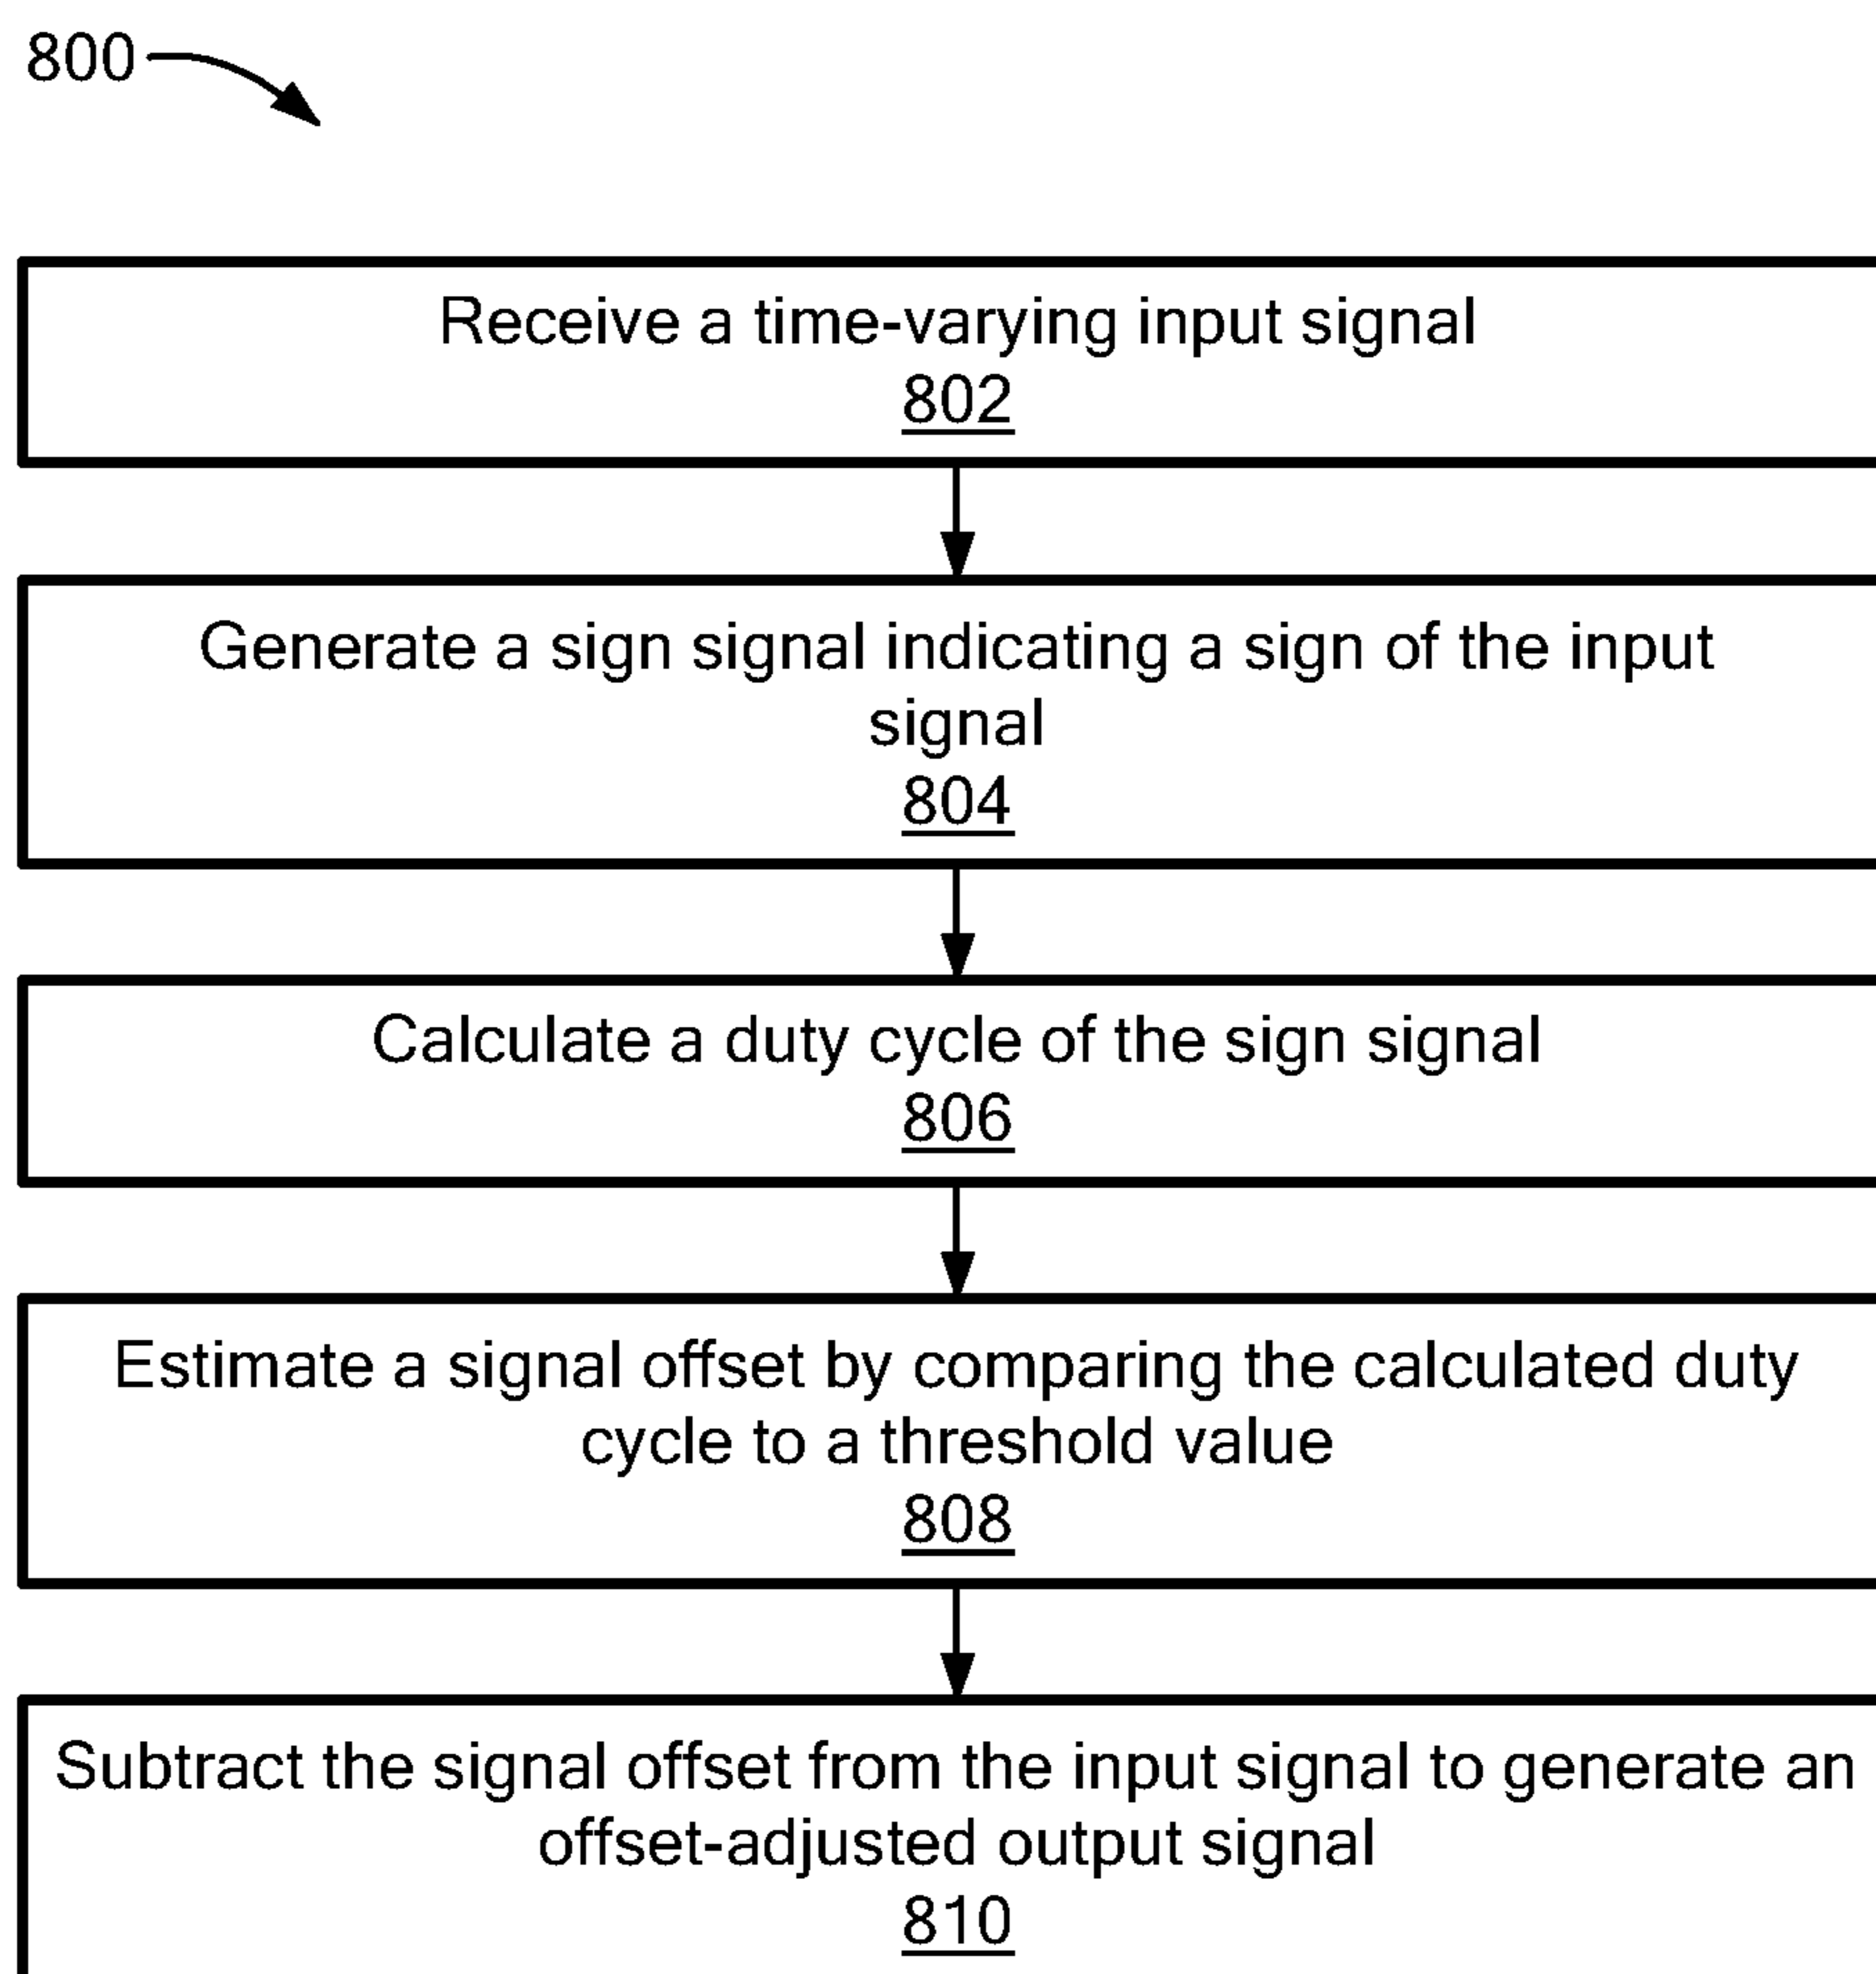 800
Receive a time-varying input signal
802
Generate a sign signal indicating a sign of the input
signal
804
Calculate a duty cycle of the sign signal
806
Estimate a signal offset by comparing the calculated duty
cycle to a threshold value
808
Subtract the signal offset from the input signal to generate an
offset-adjusted output signal
810